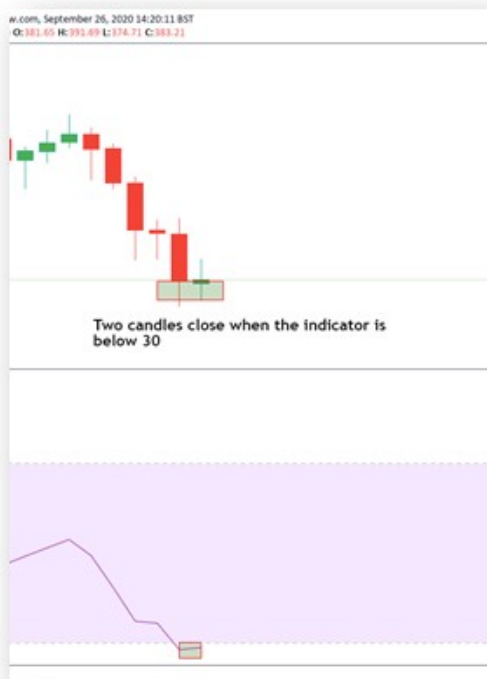 w.com, September 26, 2020 14:20:11 BST
O:381.65 H:391.69 L:374.71 C:383.21
Two candles close when the indicator is
below 30